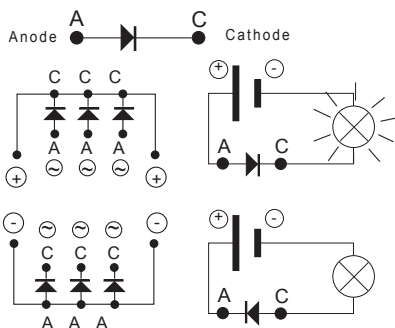 A C
Anode Cathode
C C C
+ -
A A A
A C
+ ~ ~ ~ +
- ~ ~ ~ -
+ -
C C C
A C
A A A